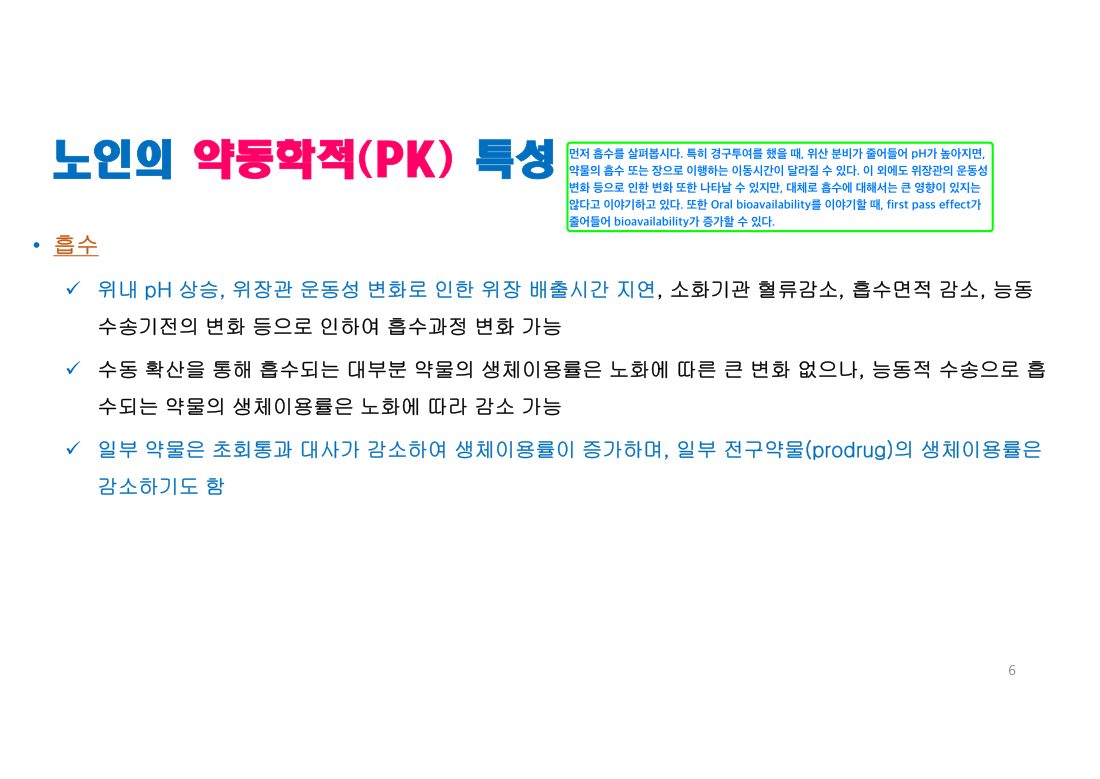 노인의 약동학적(PK) 특성
먼저 흡수를 살펴봅시다. 특히 경구투여를 했을 때, 위산 분비가 줄어들어 pH가 높아지면,
약물의 흡수 또는 장으로 이행하는 이동시간이 달라질 수 있다. 이 외에도 위장관의 운동성
변화 등으로 인한 변화 또한 나타날 수 있지만, 대체로 흡수에 대해서는 큰 영향이 있지는
않다고 이야기하고 있다. 또한 Oral bioavailability를 이야기할 때, first pass effect가
줄어들어 bioavailability가 증가할 수 있다.
• 흡수
✓ 위내 pH 상승, 위장관 운동성 변화로 인한 위장 배출시간 지연, 소화기관 혈류감소, 흡수면적 감소, 능동
수송기전의 변화 등으로 인하여 흡수과정 변화 가능
✓ 수동 확산을 통해 흡수되는 대부분 약물의 생체이용률은 노화에 따른 큰 변화 없으나, 능동적 수송으로 흡
수되는 약물의 생체이용률은 노화에 따라 감소 가능
✓ 일부 약물은 초회통과 대사가 감소하여 생체이용률이 증가하며, 일부 전구약물(prodrug)의 생체이용률은
감소하기도 함
6